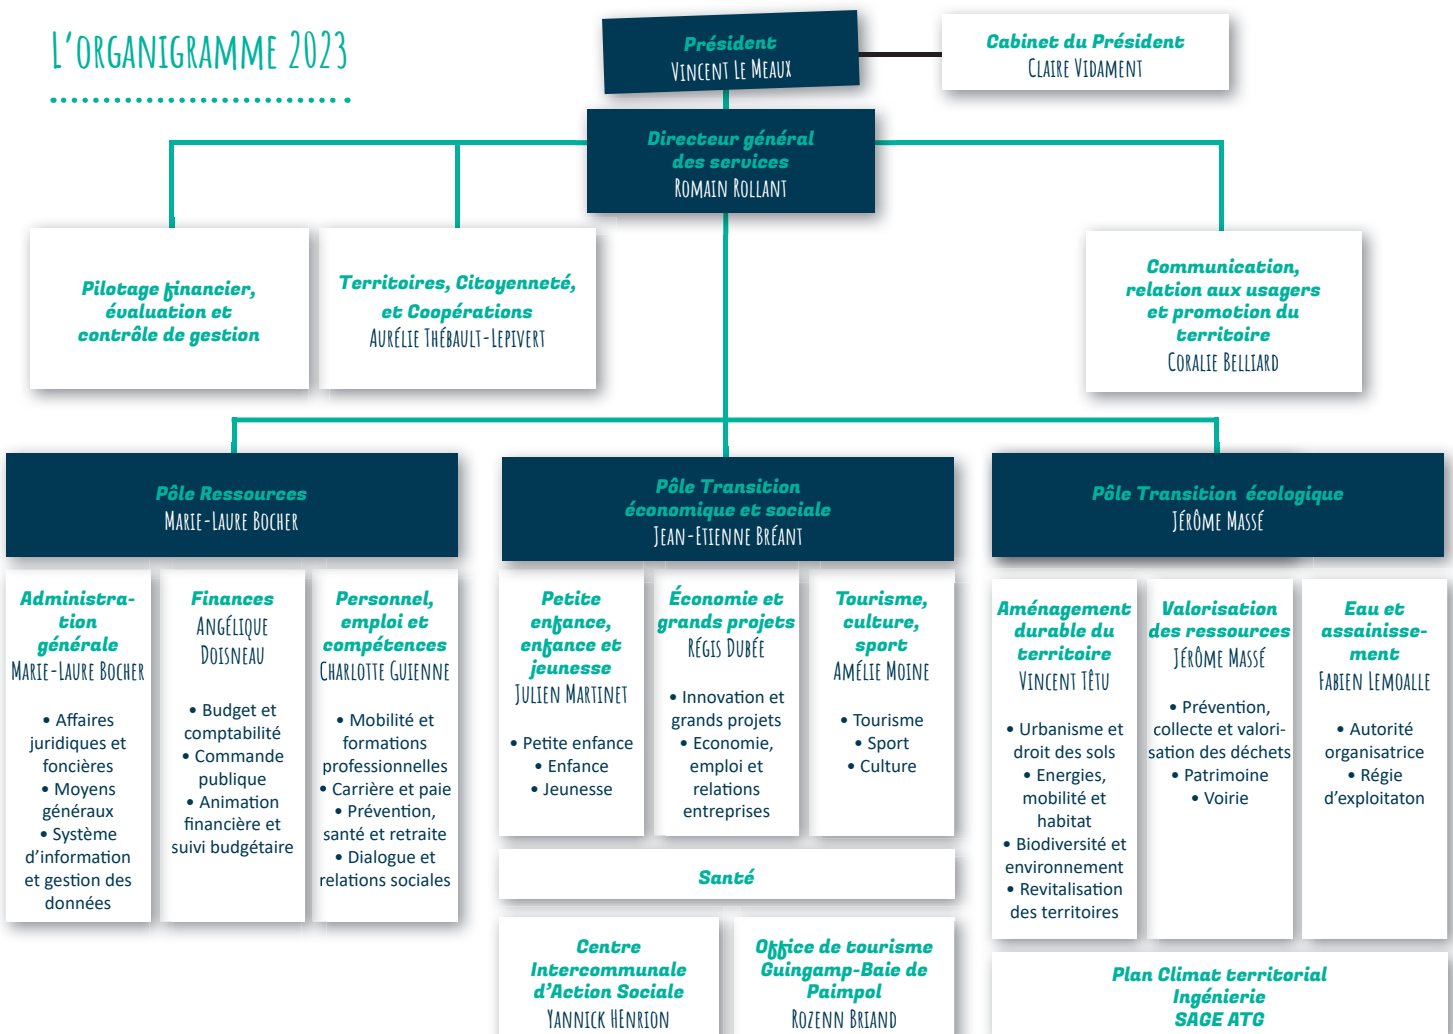 L'ORGANIGRAMME 2023
Président
VINCENT LE MEAUX
Cabinet du Président
CLAIRE VIDAMENT
Directeur général
des services
ROMAIN ROLLANT
Pilotage financier,
évaluation et
contrôle de gestion
Territoires, Citoyenneté,
et Coopérations
AURÉLIE THÉBAULT-LEPIVERT
Communication,
relation aux usagers
et promotion du
territoire
CORALIE BELLIARD
Pôle Ressources
MARIE-LAURE BOCHER
Administra-
tion
générale
MARIE-LAURE BOCHER
• Affaires
juridiques et
foncières
• Moyens
généraux
• Système
d'information
et gestion des
données
Finances
ANGÉLIQUE
DOISNEAU
• Budget et
comptabilité
• Commande
publique
• Animation
financière et
suivi budgétaire
Personnel,
emploi et
compétences
CHARLOTTE GUIENNE
• Mobilité et
formations
professionnelles
• Carrière et paie
• Prévention,
santé et retraite
• Dialogue et
relations sociales
Pôle Transition
économique et sociale
JEAN-ETIENNE BRÉANT
Petite
enfance,
enfance et
jeunesse
JULIEN MARTINET
• Petite enfance
• Enfance
• Jeunesse
Économie et
grands projets
RÉGIS DUBÉE
• Innovation et
grands projets
• Economie,
emploi et
relations
entreprises
Tourisme,
culture,
sport
AMÉLIE MOINE
• Tourisme
• Sport
• Culture
Santé
Centre
Intercommunale
d'Action Sociale
YANNICK HENRION
Office de tourisme
Guingamp-Baie de
Paimpol
ROZENN BRIAND
Pôle Transition écologique
JÉRÔME MASSÉ
Aménagement
durable du
territoire
VINCENT TÊTU
• Urbanisme et
droit des sols
• Energies,
mobilité et
habitat
• Biodiversité et
environnement
• Revitalisation
des territoires
Valorisation
des ressources
JÉRÔME MASSÉ
• Prévention,
collecte et valori-
sation des déchets
• Patrimoine
• Voirie
Eau et
assainisse-
ment
FABIEN LEMOALLE
• Autorité
organisatrice
• Régie
d'exploitaton
Plan Climat territorial
Ingénierie
SAGE ATG